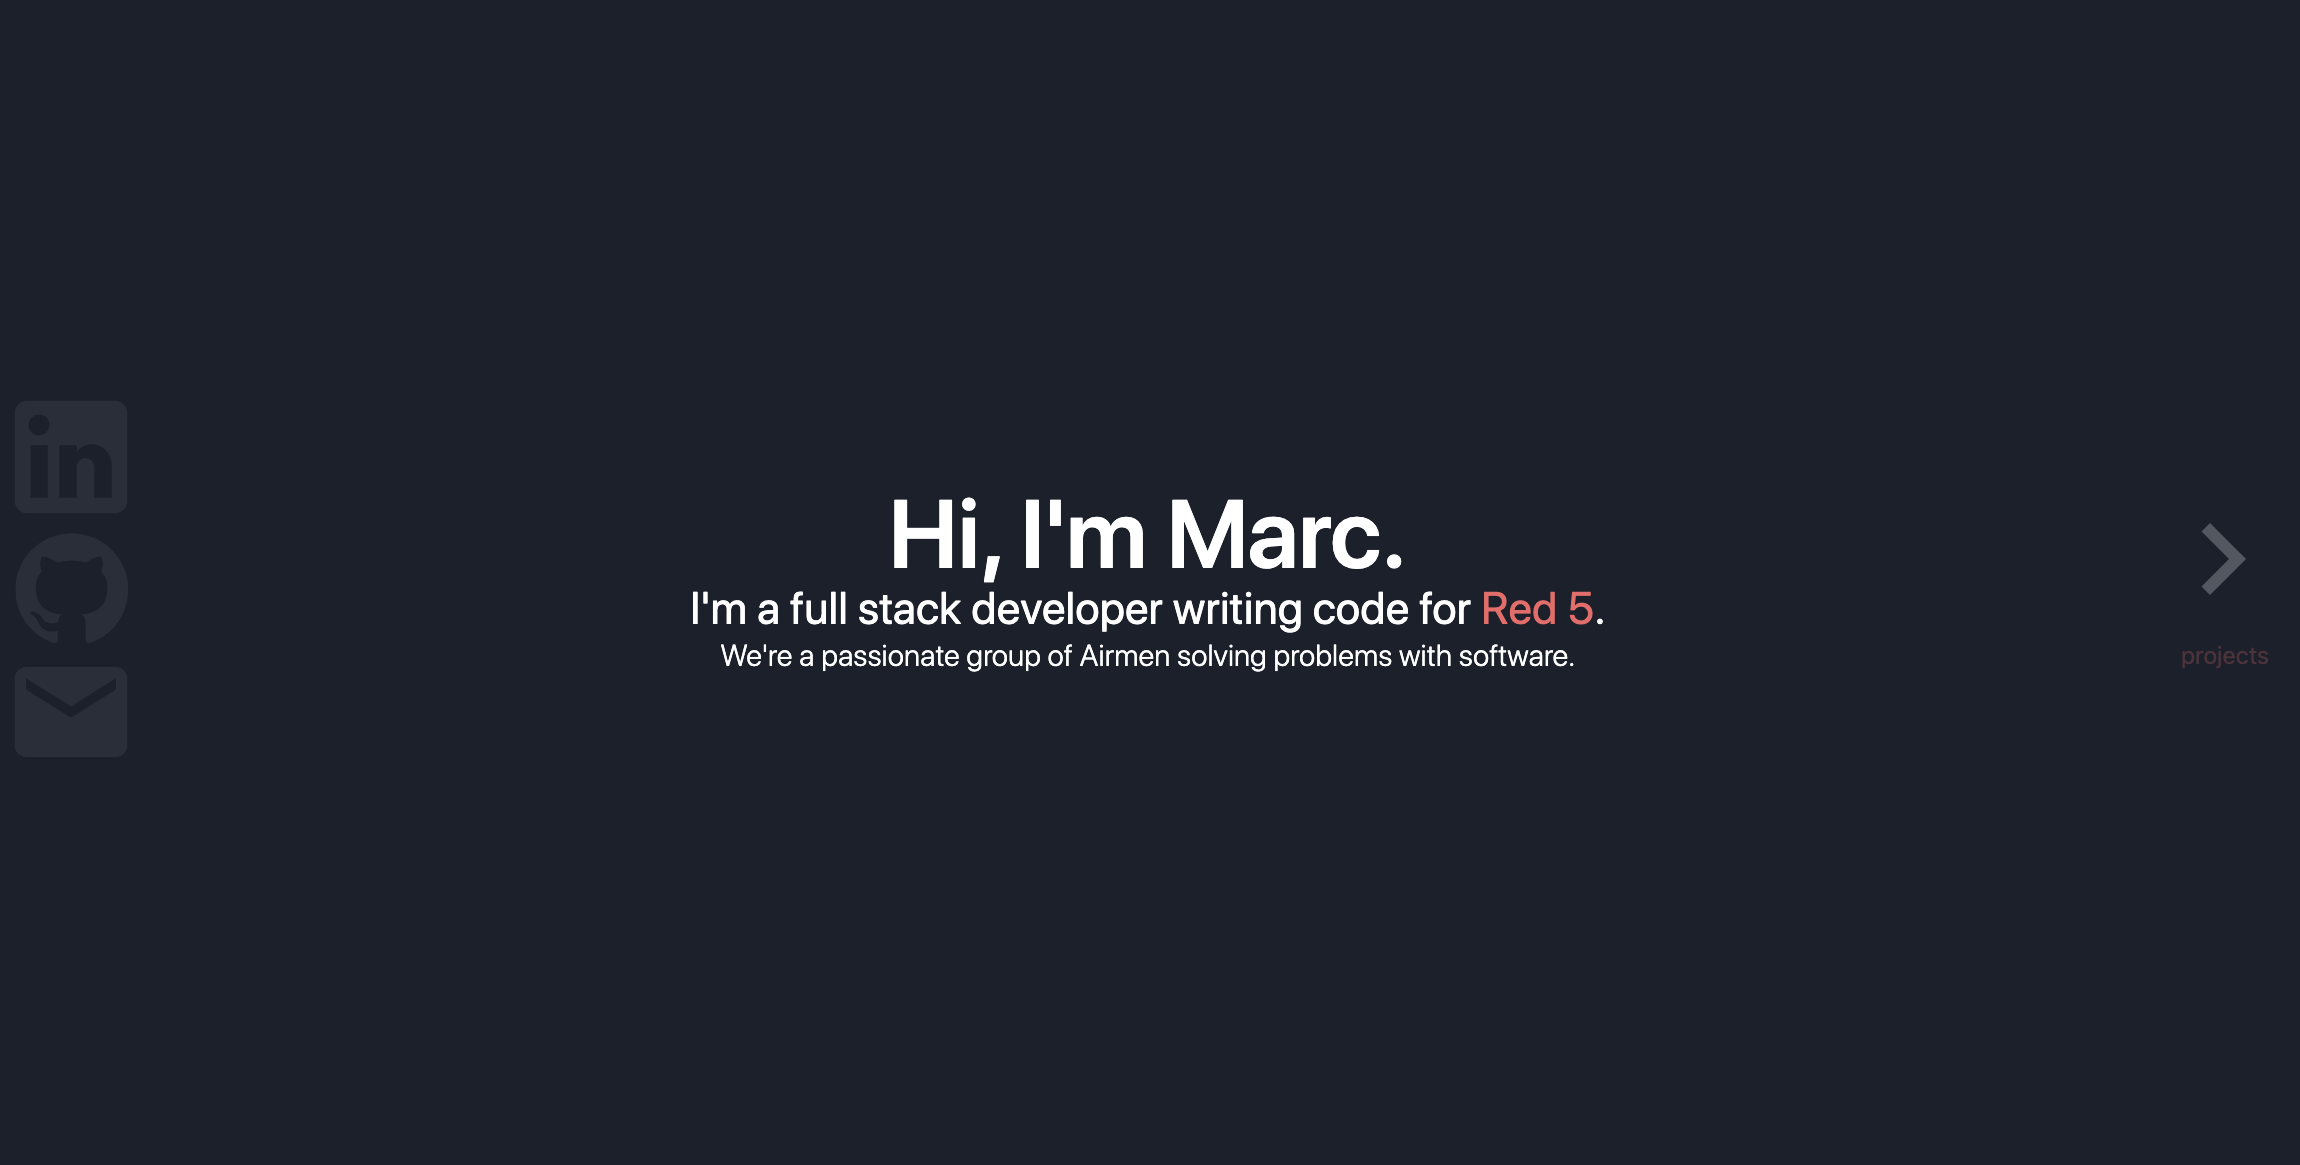 in
Hi, I'm Marc.
I'm a full stack developer writing code for Red 5.
We're a passionate group of Airmen solving problems with software.
projects